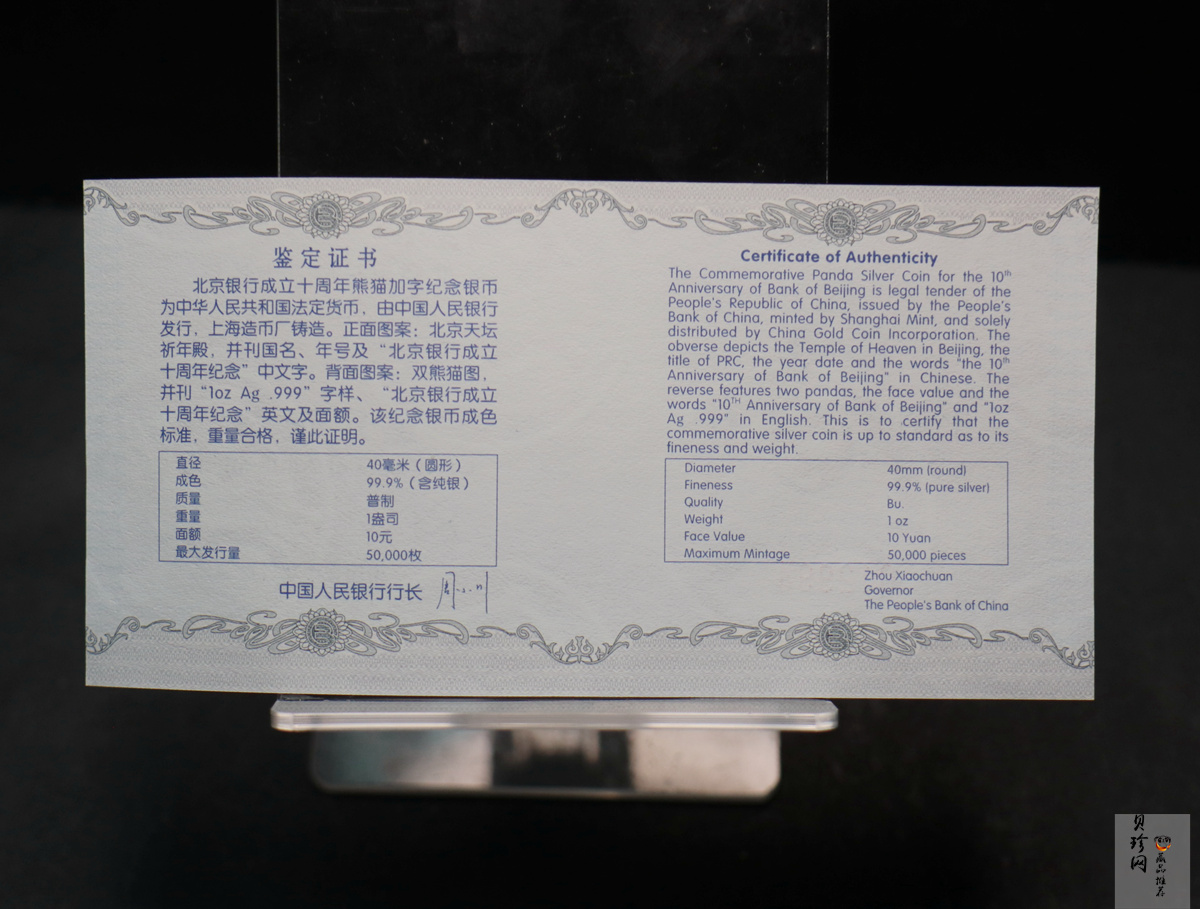 鉴定证书
北京银行成立十周年熊猫加字纪念银币
为中华人民共和国法定货币，由中国人民银行
发行，上海造币厂铸造。正面图案：北京天坛
祈年殿，并刊国名、年号及“北京银行成立
十周年纪念”中文字。背面图案：双熊猫图，
并刊“1oz Ag .999”字样、“北京银行成立
十周年纪念”英文及面额。该纪念银币成色
标准，重量合格，谨此证明。
直径 40毫米（圆形）
成色 99.9%（含纯银）
质量 普制
重量 1盎司
面额 10元
最大发行量 50,000枚
中国人民银行行长
Certificate of Authenticity
The Commemorative Panda Silver Coin for the 10th
Anniversary of Bank of Beijing is legal tender of the
People's Republic of China, issued by the People's
Bank of China, minted by Shanghai Mint, and solely
distributed by China Gold Coin Incorporation. The
obverse depicts the Temple of Heaven in Beijing, the
title of PRC, the year date and the words "the 10th
Anniversary of Bank of Beijing" in Chinese. The
reverse features two pandas, the face value and the
words "10TH Anniversary of Bank of Beijing" and "1oz
Ag .999" in English. This is to certify that the
commemorative silver coin is up to standard as to its
fineness and weight.
Diameter 40mm (round)
Fineness 99.9% (pure silver)
Quality Bu.
Weight 1 oz
Face Value 10 Yuan
Maximum Mintage 50,000 pieces
Zhou Xiaochuan
Governor
The People's Bank of China
贝珍网
藏品推荐